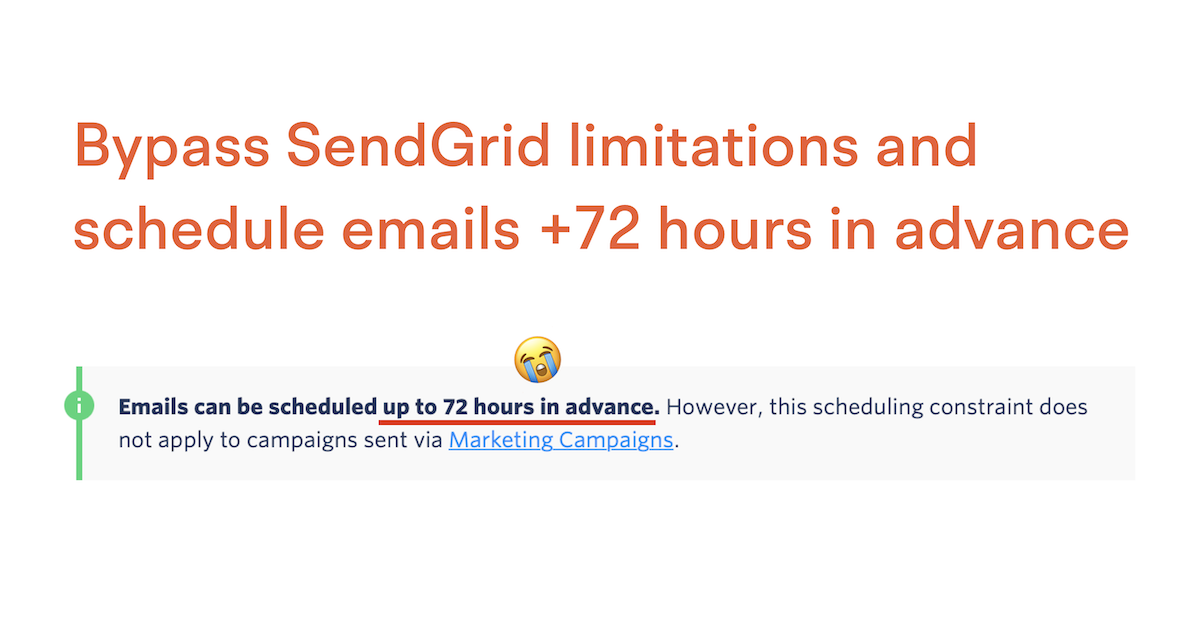 Bypass SendGrid limitations and
schedule emails +72 hours in advance
Emails can be scheduled up to 72 hours in advance. However, this scheduling constraint does
not apply to campaigns sent via Marketing Campaigns.